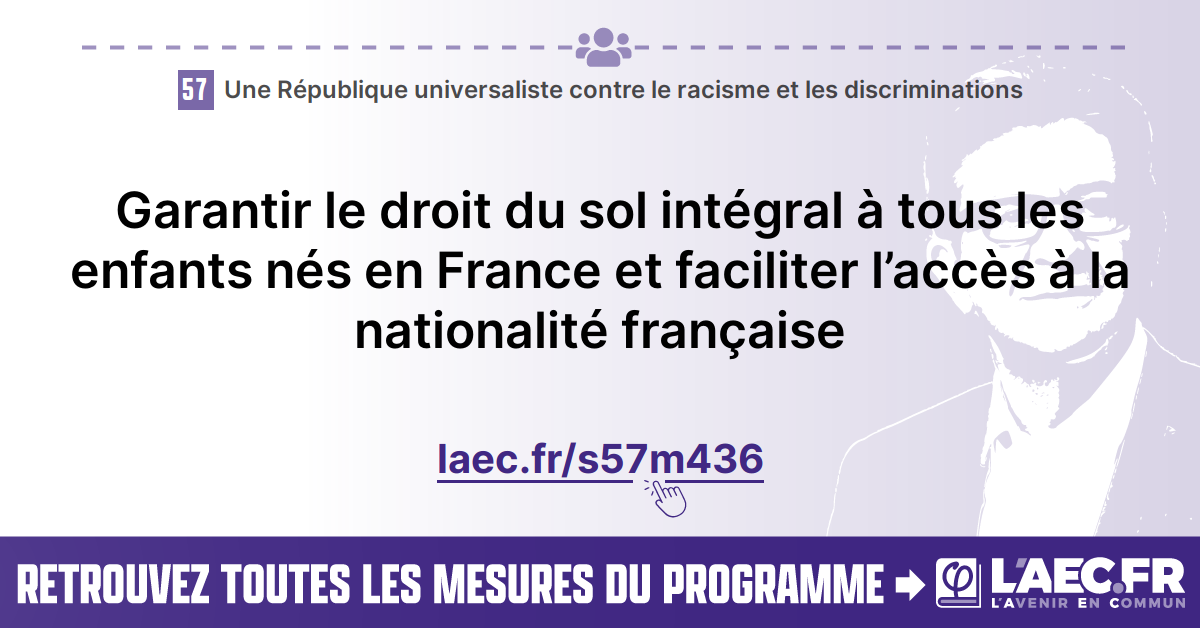 57 Une République universaliste contre le racisme et les discriminations
Garantir le droit du sol intégral à tous les
enfants nés en France et faciliter l’accès à la
nationalité française
laec.fr/s57m436
RETROUVEZ TOUTES LES MESURES DU PROGRAMME
L'AEC.FR
L'AVENIR EN COMMUN